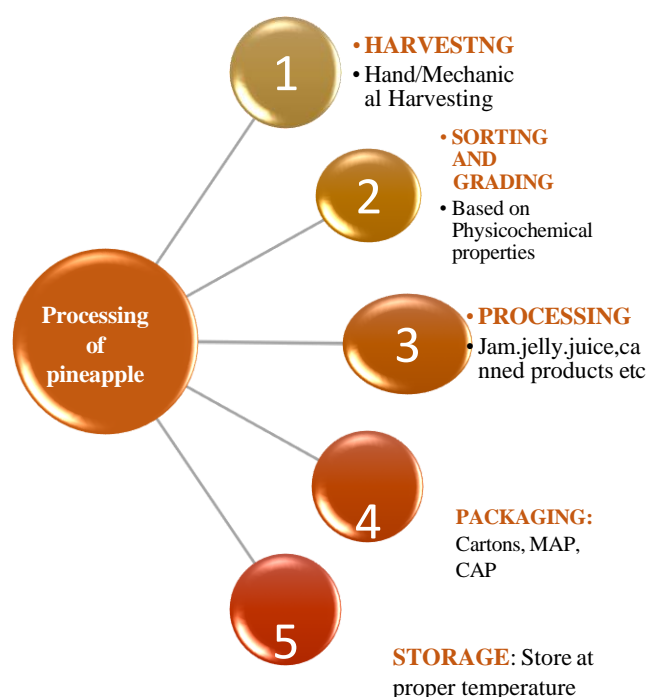 1
• HARVESTNG
• Hand/Mechanic
al Harvesting
2
• SORTING
AND
GRADING
• Based on
Physicochemical
properties
Processing
of
pineapple
3
• PROCESSING
• Jam.jelly.juice,ca
nned products etc
4
PACKAGING:
Cartons, MAP,
CAP
5
STORAGE: Store at
proper temperature